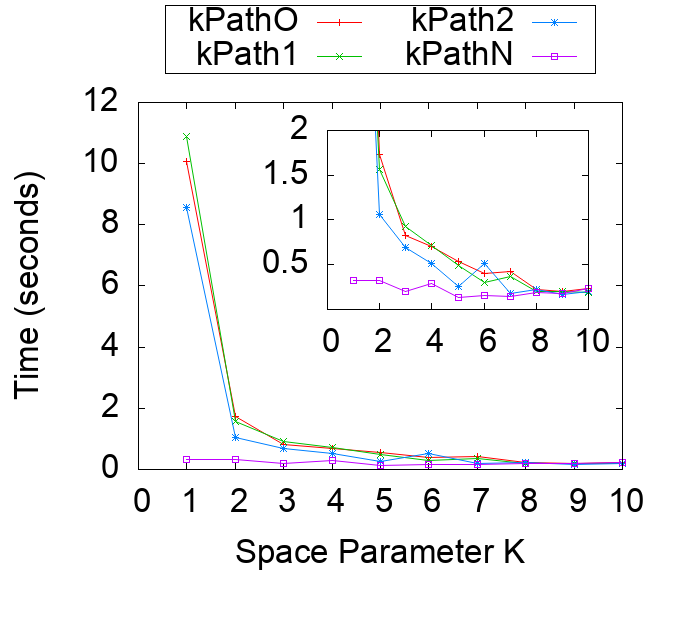 kPathO kPath2
kPath1 kPathN
12
10
8
6
4
2
0
2
1.5
1
0.5
0 2 4 6 8 10
0 1 2 3 4 5 6 7 8 9 10
Time (seconds)
Space Parameter K